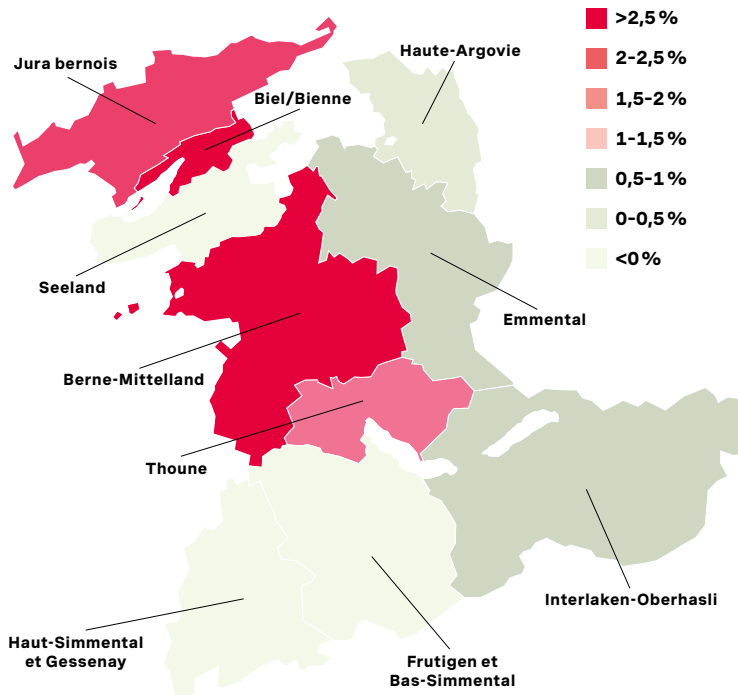 >2,5 %
2-2,5 %
1,5-2 %
1-1,5 %
0,5-1 %
0-0,5 %
<0 %
Haute-Argovie
Jura bernois
Biel/Bienne
Seeland
Emmental
Berne-Mittelland
Thoune
Interlaken-Oberhasli
Haut-Simmental
et Gessenay
Frutigen et
Bas-Simmental